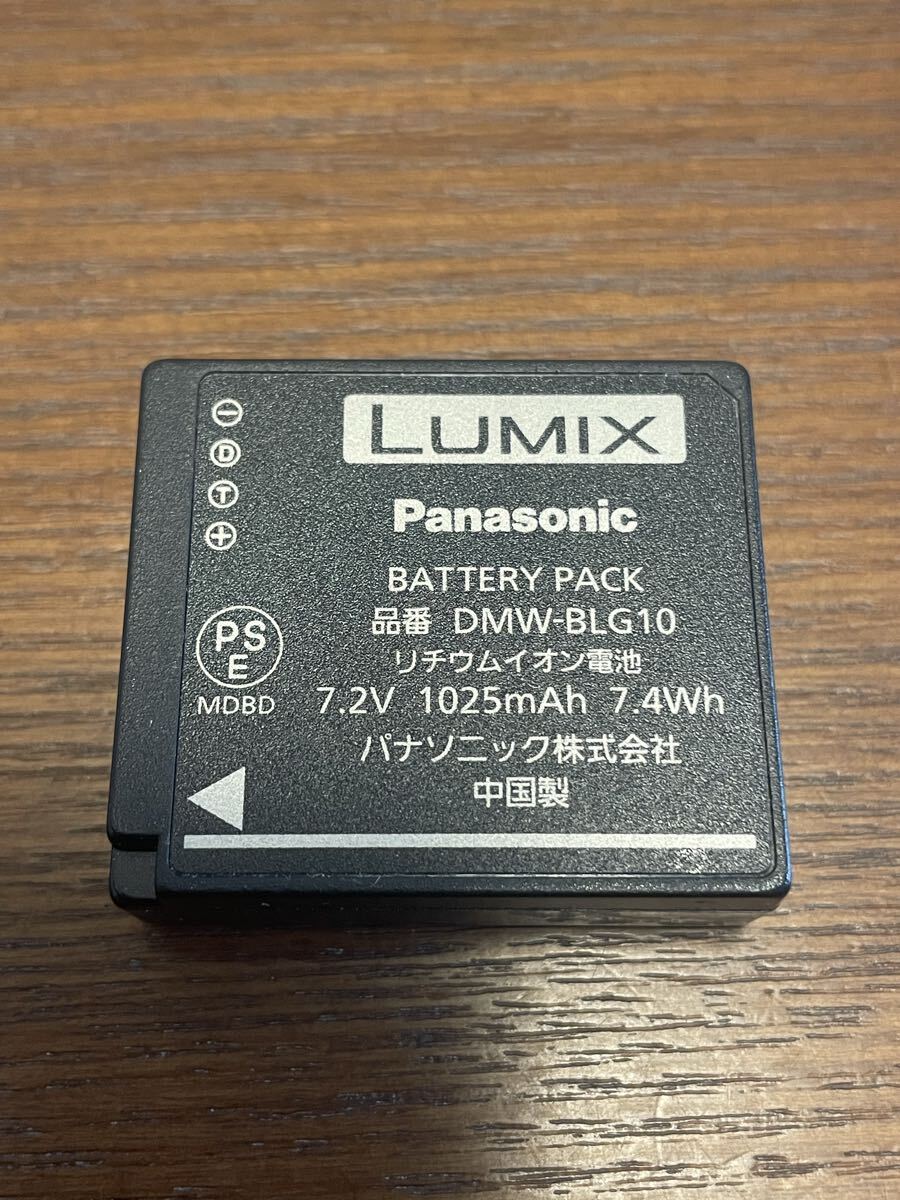 LUMIX
Panasonic
BATTERY PACK
品番 DMW-BLG10
リチウムイオン電池
7.2V 1025mAh 7.4Wh
パナソニック株式会社
中国製
D
T
PS
E
MDBD